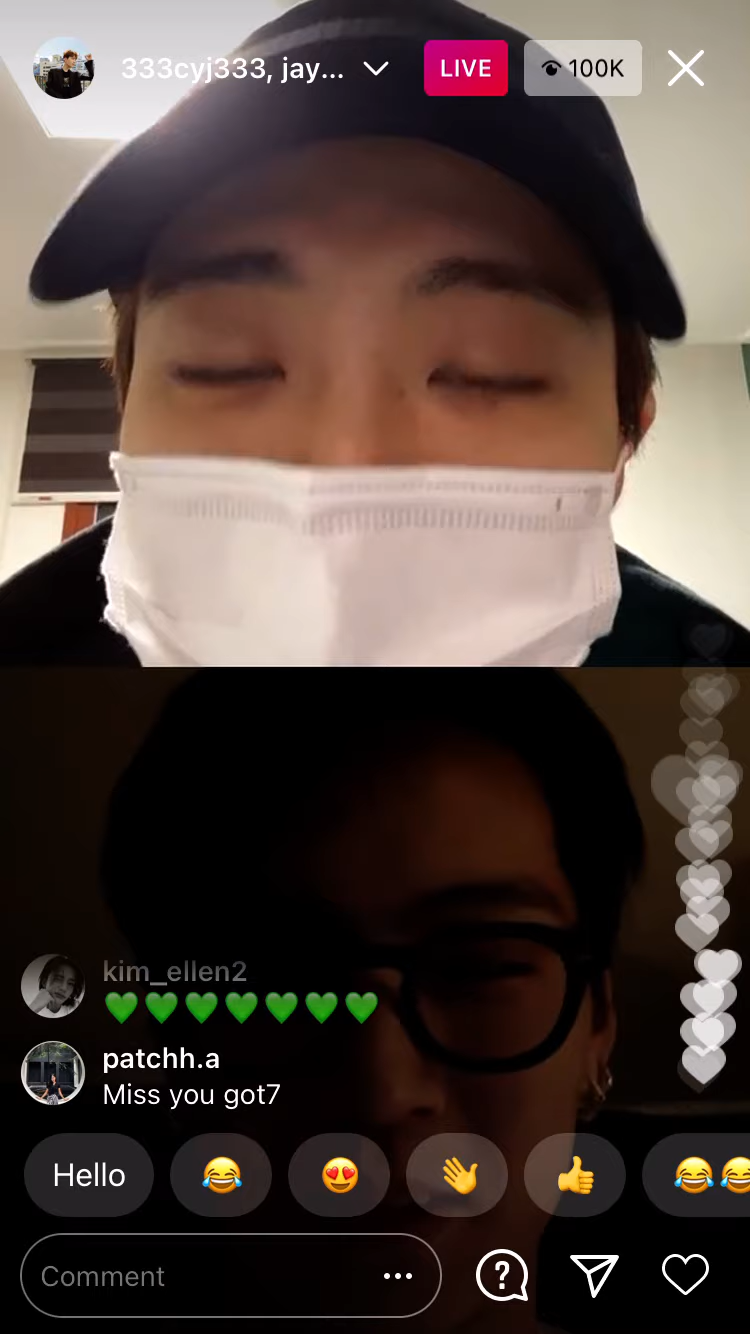 333cyj333, jay...
LIVE
100K
kim_ellen2
💚💚💚💚💚💚💚
patchh.a
Miss you got7
Hello 😂 😍 👋 👍 😂😂
Comment